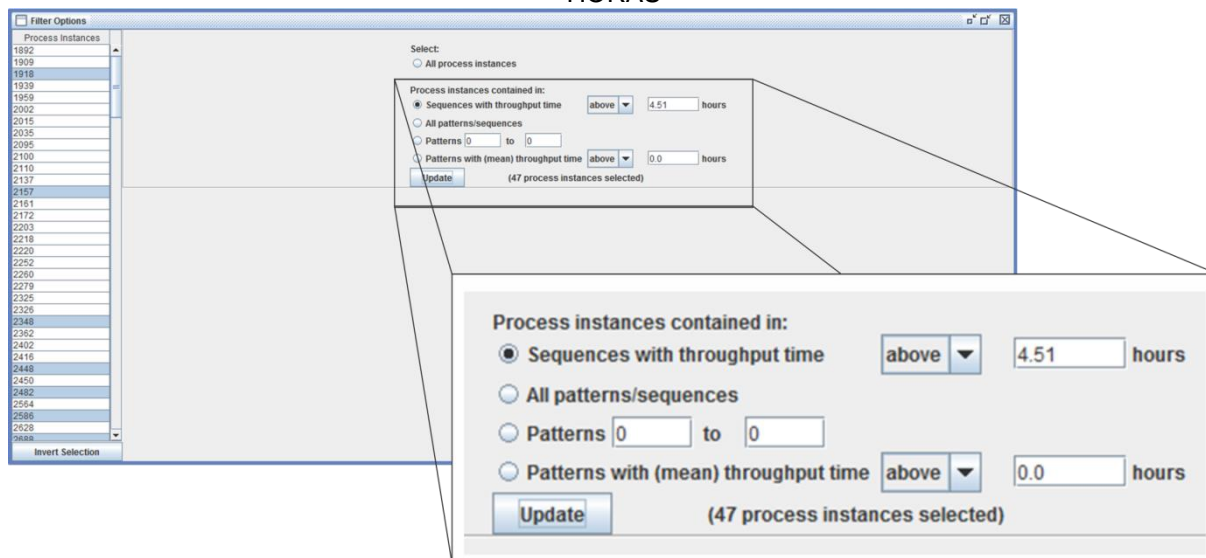 HORAS
Filter Options
Process Instances
1892
1909
1918
1939
1959
2002
2015
2035
2095
2100
2110
2137
2157
2161
2172
2203
2218
2220
2252
2260
2279
2325
2326
2348
2362
2402
2416
2448
2450
2482
2564
2586
2628
2688
Invert Selection
Select:
All process instances
Process instances contained in:
Sequences with throughput time above 4.51 hours
All patterns/sequences
Patterns 0 to 0
Patterns with (mean) throughput time above 0.0 hours
Update (47 process instances selected)
Process instances contained in:
Sequences with throughput time above 4.51 hours
All patterns/sequences
Patterns 0 to 0
Patterns with (mean) throughput time above 0.0 hours
Update (47 process instances selected)